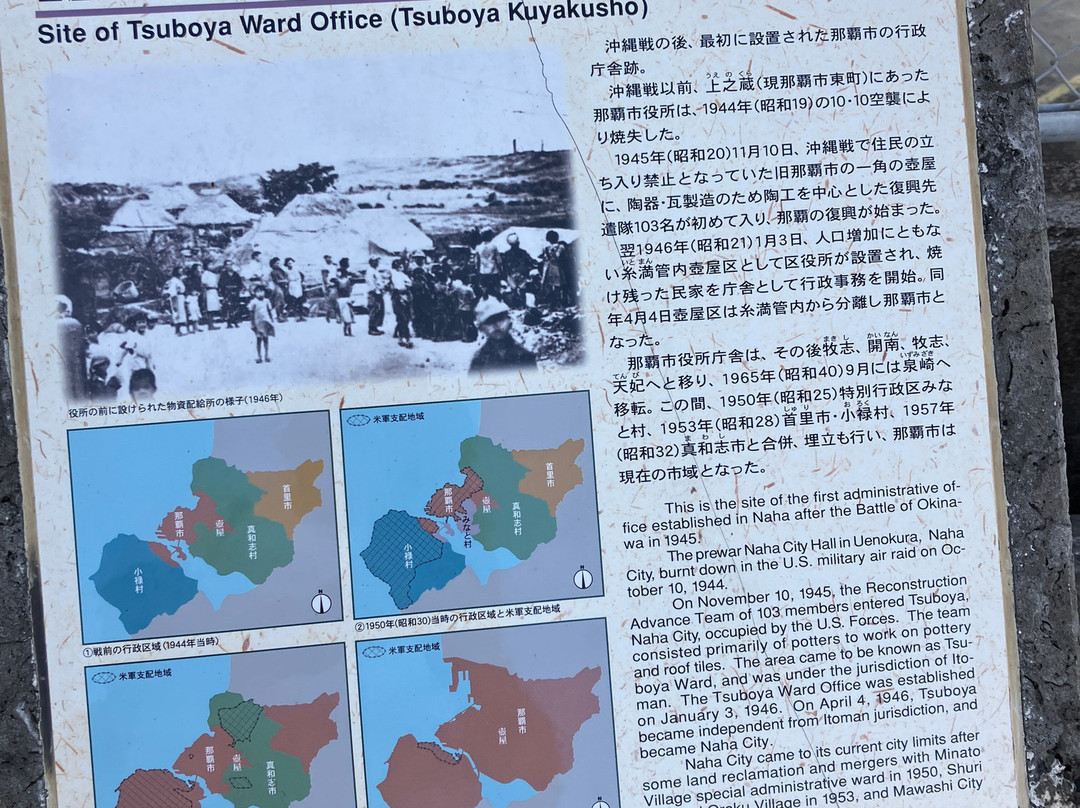 Site of Tsuboya Ward Office (Tsuboya Kuyakusho)
役所の前に設けられた物資配給所の様子(1946年)
首里市
那覇市
壺屋
真和志村
小禄村
①戦前の行政区域(1944年当時)
米軍支配地域
首里市
那覇市
壺屋
みなと村
真和志村
小禄村
②1950年(昭和30)当時の行政区域と米軍支配地域
米軍支配地域
那覇市
壺屋
真和志市
米軍支配地域
那覇市
壺屋
沖縄戦の後、最初に設置された那覇市の行政
庁舎跡。
沖縄戦以前、上之蔵(現那覇市東町)にあった
那覇市役所は、1944年(昭和19)の10・10空襲によ
り焼失した。
1945年(昭和20)11月10日、沖縄戦で住民の立
ち入り禁止となっていた旧那覇市の一角の壺屋
に、陶器・瓦製造のため陶工を中心とした復興先
遣隊103名が初めて入り、那覇の復興が始まった。
翌1946年(昭和21)1月3日、人口増加にともな
い糸満管内壺屋区として区役所が設置され、焼
け残った民家を庁舎として行政事務を開始。同
年4月4日壺屋区は糸満管内から分離し那覇市と
なった。
那覇市役所庁舎は、その後牧志、開南、牧志、
天妃へと移り、1965年(昭和40)9月には泉崎へ
移転。この間、1950年(昭和25)特別行政区みな
と村、1953年(昭和28)首里市・小禄村、1957年
(昭和32)真和志市と合併、埋立も行い、那覇市は
現在の市域となった。
This is the site of the first administrative of-
fice established in Naha after the Battle of Okina-
wa in 1945.
The prewar Naha City Hall in Uenokura, Naha
City, burnt down in the U.S. military air raid on Oc-
tober 10, 1944.
On November 10, 1945, the Reconstruction
Advance Team of 103 members entered Tsuboya,
Naha City, occupied by the U.S. Forces. The team
consisted primarily of potters to work on pottery
and roof tiles. The area came to be known as Tsu-
boya Ward, and was under the jurisdiction of Ito-
man. The Tsuboya Ward Office was established
on January 3, 1946. On April 4, 1946, Tsuboya
became independent from Itoman jurisdiction, and
became Naha City.
Naha City came to its current city limits after
some land reclamation and mergers with Minato
Village special administrative ward in 1950, Shuri
Oroku Village in 1953, and Mawashi City